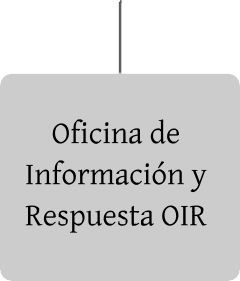 Oficina de
Información y
Respuesta OIR